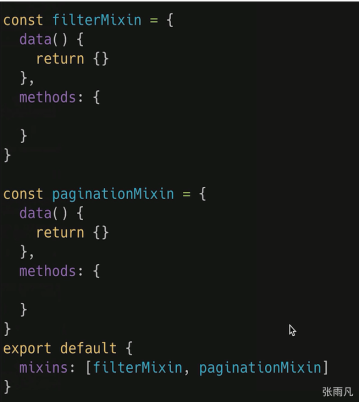 const filterMixin = {
  data() {
    return {}
  },
  methods: {

  }
}

const paginationMixin = {
  data() {
    return {}
  },
  methods: {

  }
}
export default {
  mixins: [filterMixin, paginationMixin]
}
张雨凡